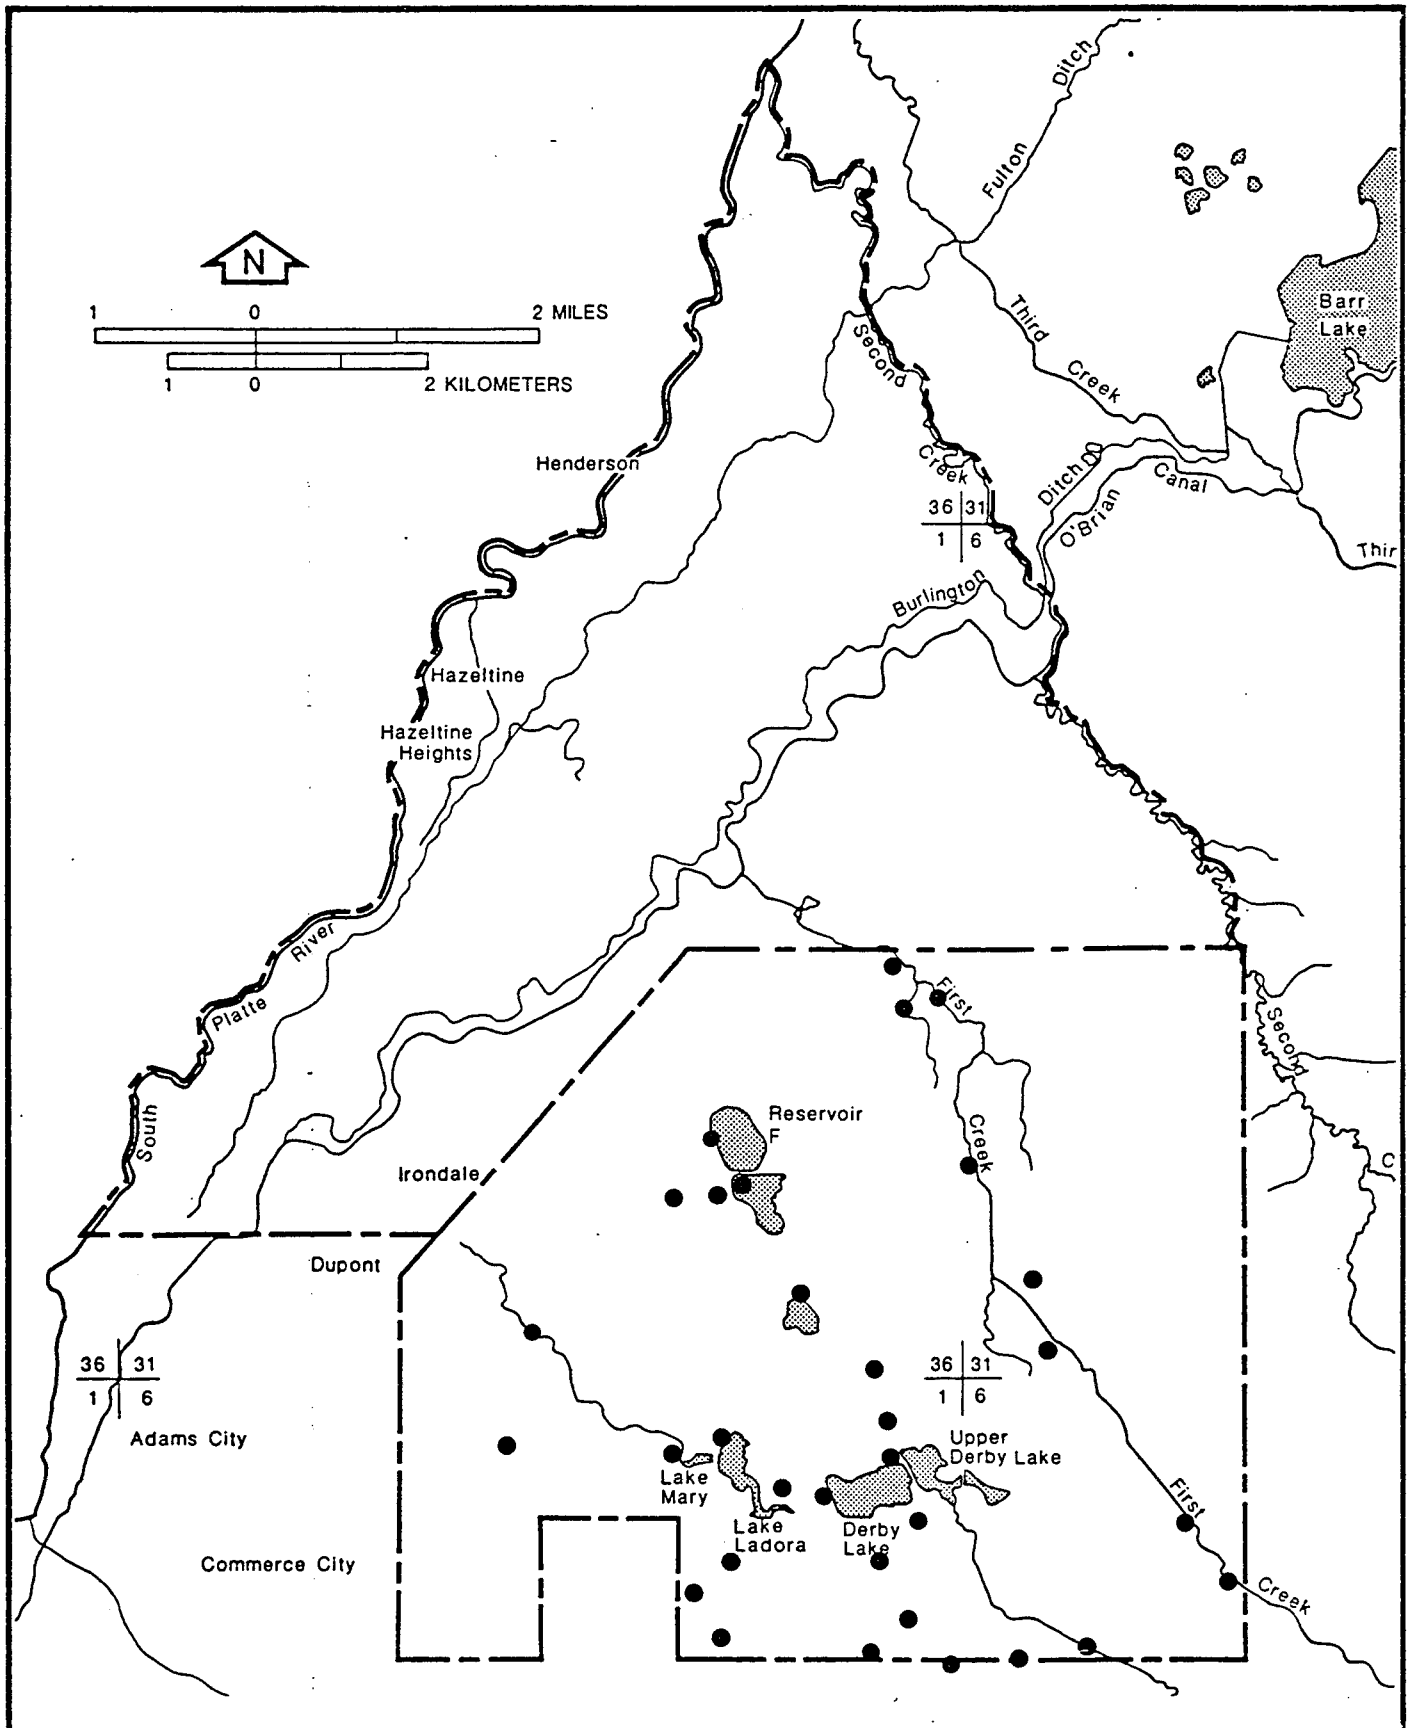 Ditch
Fulton
N
1 0 2 MILES
1 0 2 KILOMETERS
Barr
Lake
Third
Creek
Second
Creek
Henderson
Ditch
Canal
O'Brian
36 31
1 6
Thir
Burlington
Hazeltine
Hazeltine
Heights
River
Platte
South
First
Creek
Second
C
Reservoir
F
Irondale
Dupont
36 31
1 6
36 31
1 6
Adams City
Upper
Derby Lake
Lake
Mary
Lake
Ladora
Derby
Lake
First
Creek
Commerce City